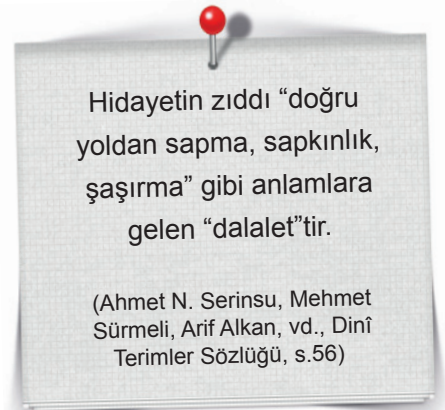 Hidayetin zıddı “doğru
yoldan sapma, sapkınlık,
şaşırma” gibi anlamlara
gelen “dalalet”tir.
(Ahmet N. Serinsu, Mehmet
Sürmeli, Arif Alkan, vd., Dinî
Terimler Sözlüğü, s.56)